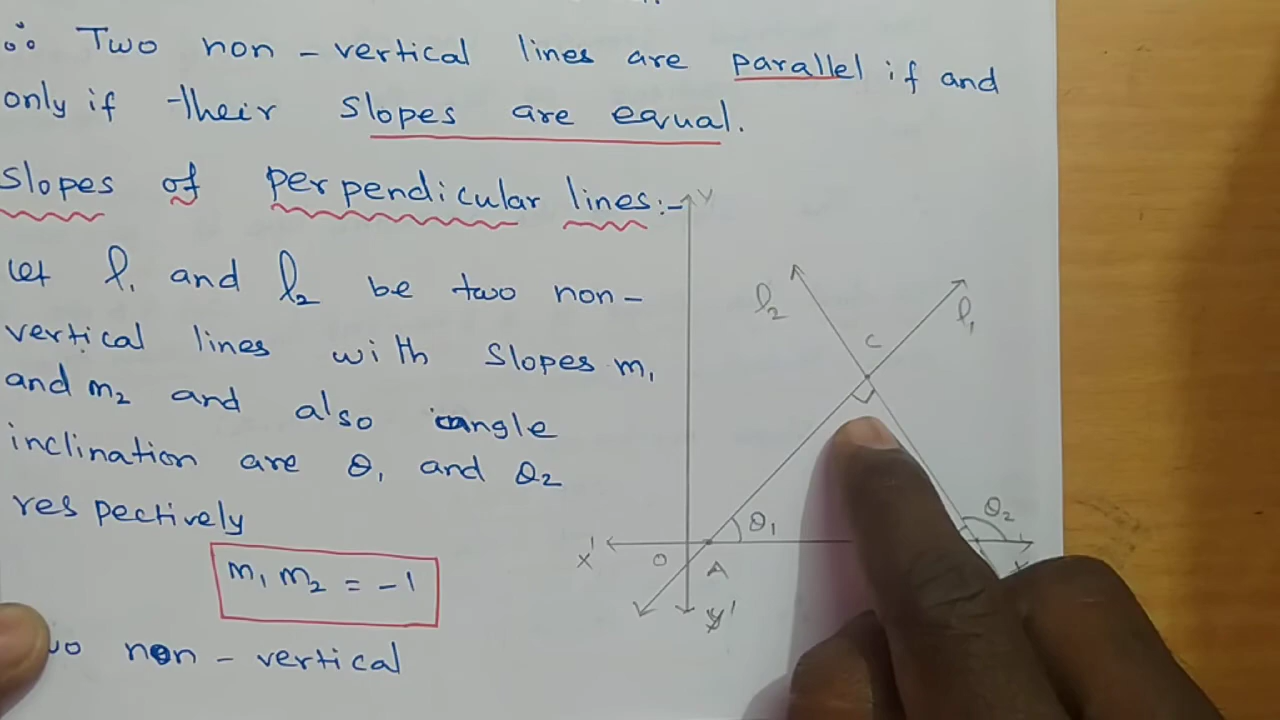 ∴ Two non-vertical lines are parallel if and
only if their slopes are equal.
Slopes of perpendicular lines:-
Let l₁ and l₂ be two non-
vertical lines with slopes m₁
and m₂ and also angle
inclination are θ₁ and θ₂
respectively
m₁ m₂ = -1
non-vertical
Y
l₂
l₁
C
θ₁
θ₂
X'
O
A
y'